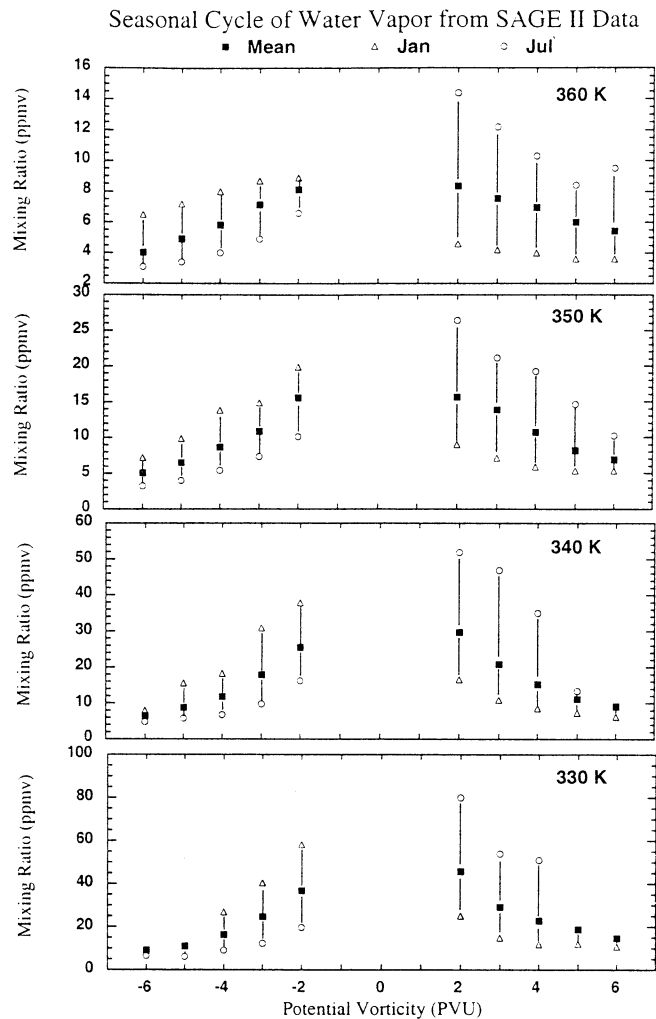 Seasonal Cycle of Water Vapor from SAGE II Data
■ Mean △ Jan ○ Jul
360 K
Mixing Ratio (ppmv)
16
14
12
10
8
6
4
2
350 K
Mixing Ratio (ppmv)
30
25
20
15
10
5
0
340 K
Mixing Ratio (ppmv)
60
50
40
30
20
10
0
330 K
Mixing Ratio (ppmv)
100
80
60
40
20
0
-6 -4 -2 0 2 4 6
Potential Vorticity (PVU)